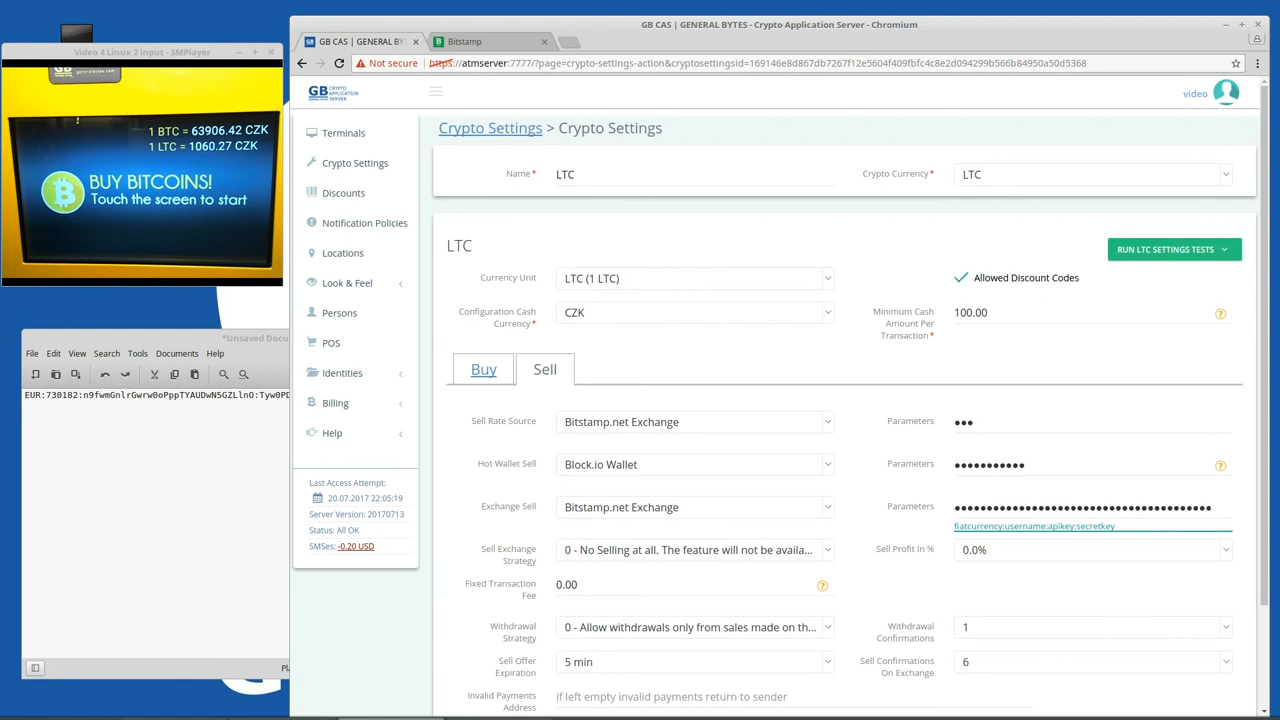 Video 4 Linux 2 input - SMPlayer
GB
generalbytes.com
1 BTC = 63906.42 CZK
1 LTC = 1060.27 CZK
BUY BITCOINS!
Touch the screen to start
*Unsaved Docu
File Edit View Search Tools Documents Help
EUR:730182:n9fwmGnlrGwrw0oPppTYAUDwN5GZLlnO:Tyw0PD
Pl
GB CAS | GENERAL BYTES - Crypto Application Server - Chromium
GB CAS | GENERAL BYT
Bitstamp
Not secure https://atmserver:7777/?page=crypto-settings-action&cryptosettingsid=169146e8d867db7267f12e5604f409fbfc4c8e2d094299b566b84950a50d5368
GB CRYPTO APPLICATION SERVER
video
Terminals
Crypto Settings
Discounts
Notification Policies
Locations
Look & Feel
Persons
POS
Identities
Billing
Help
Last Access Attempt:
20.07.2017 22:05:19
Server Version: 20170713
Status: All OK
SMSes: -0.20 USD
Crypto Settings > Crypto Settings
Name* LTC
Crypto Currency* LTC
LTC
RUN LTC SETTINGS TESTS
Currency Unit LTC (1 LTC)
Allowed Discount Codes
Configuration Cash Currency* CZK
Minimum Cash Amount Per Transaction* 100.00
Buy Sell
Sell Rate Source Bitstamp.net Exchange
Parameters •••
Hot Wallet Sell Block.io Wallet
Parameters •••••••••••
Exchange Sell Bitstamp.net Exchange
Parameters •••••••••••••••••••••••••••••••••••••••••
fiatcurrency:username:apikey:secretkey
Sell Exchange Strategy 0 - No Selling at all. The feature will not be availa...
Sell Profit In % 0.0%
Fixed Transaction Fee 0.00
Withdrawal Strategy 0 - Allow withdrawals only from sales made on th...
Withdrawal Confirmations 1
Sell Offer Expiration 5 min
Sell Confirmations On Exchange 6
Invalid Payments Address if left empty invalid payments return to sender